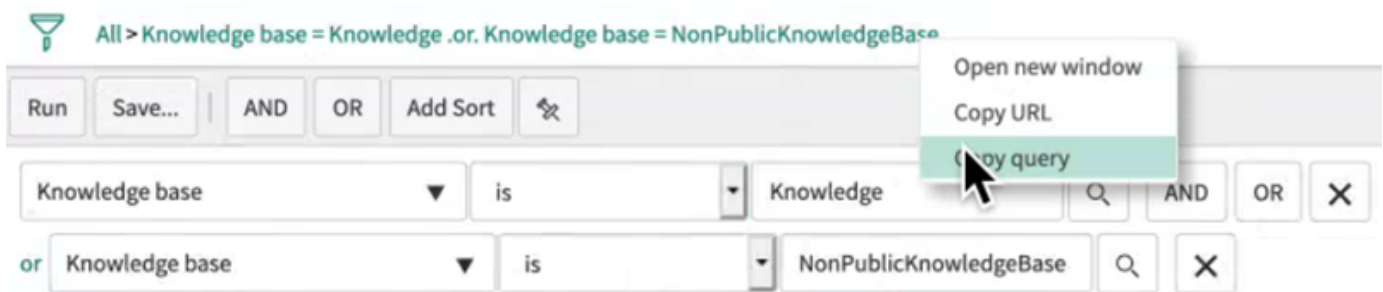 All > Knowledge base = Knowledge .or. Knowledge base = NonPublicKnowledgeBase
Open new window
Run Save... AND OR Add Sort
Copy URL
Copy query
Knowledge base is Knowledge AND OR
or Knowledge base is NonPublicKnowledgeBase